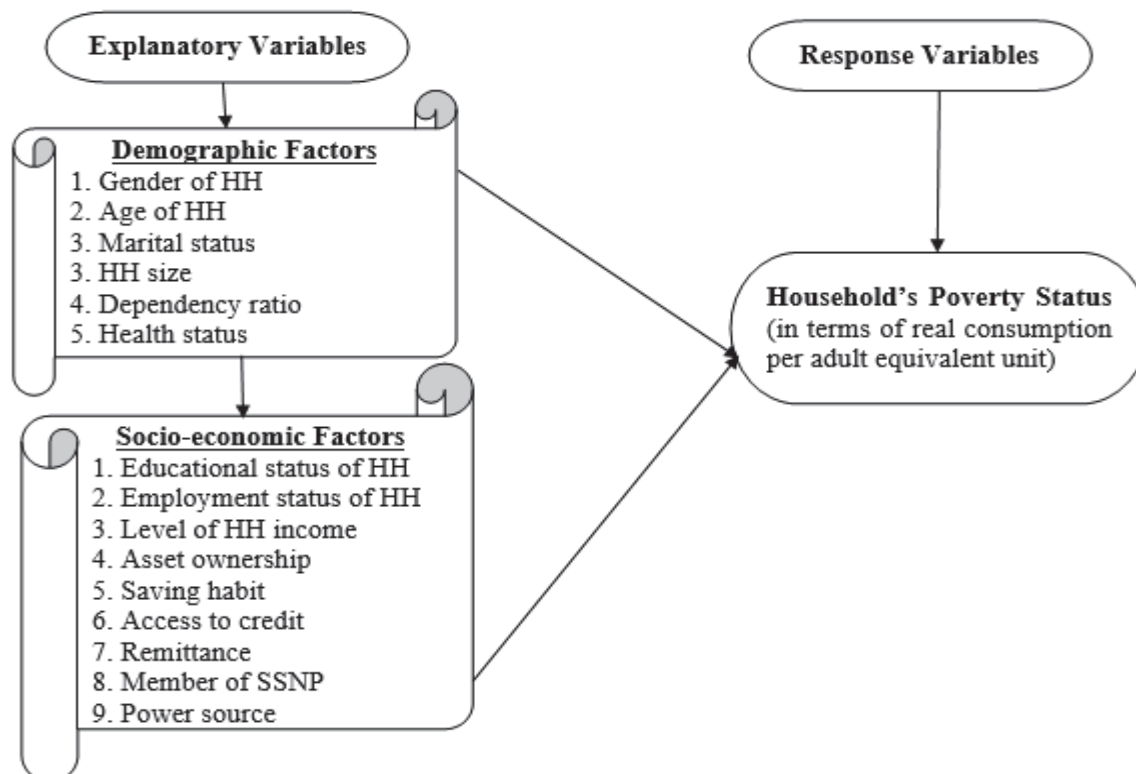 Explanatory Variables
Demographic Factors
1. Gender of HH
2. Age of HH
3. Marital status
3. HH size
4. Dependency ratio
5. Health status
Socio-economic Factors
1. Educational status of HH
2. Employment status of HH
3. Level of HH income
4. Asset ownership
5. Saving habit
6. Access to credit
7. Remittance
8. Member of SSNP
9. Power source
Response Variables
Household’s Poverty Status
(in terms of real consumption
per adult equivalent unit)